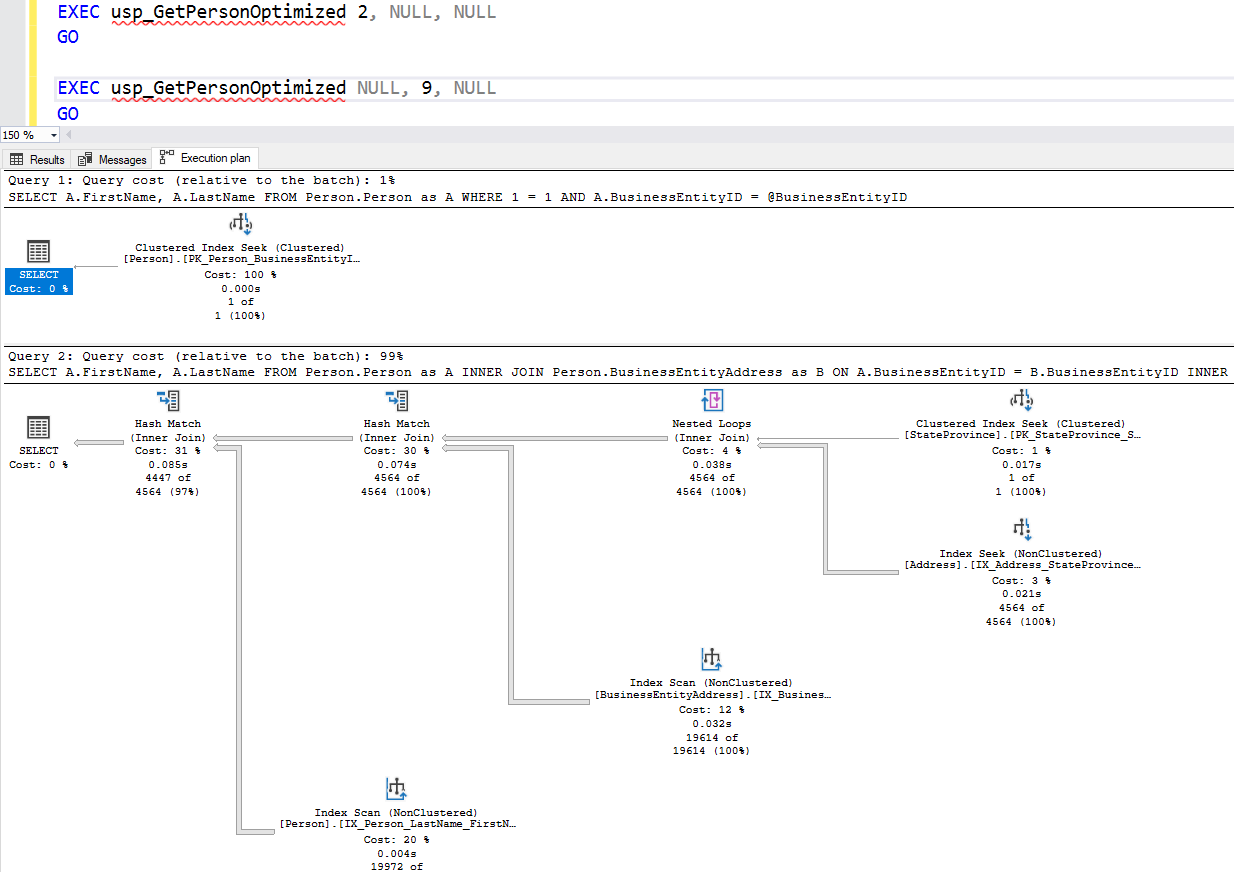 EXEC usp_GetPersonOptimized 2, NULL, NULL
GO
EXEC usp_GetPersonOptimized NULL, 9, NULL
GO
150 %
Results Messages Execution plan
Query 1: Query cost (relative to the batch): 1%
SELECT A.FirstName, A.LastName FROM Person.Person as A WHERE 1 = 1 AND A.BusinessEntityID = @BusinessEntityID
SELECT
Cost: 0 %
Clustered Index Seek (Clustered)
[Person].[PK_Person_BusinessEntityI…
Cost: 100 %
0.000s
1 of
1 (100%)
Query 2: Query cost (relative to the batch): 99%
SELECT A.FirstName, A.LastName FROM Person.Person as A INNER JOIN Person.BusinessEntityAddress as B ON A.BusinessEntityID = B.BusinessEntityID INNER
SELECT
Cost: 0 %
Hash Match
(Inner Join)
Cost: 31 %
0.085s
4447 of
4564 (97%)
Hash Match
(Inner Join)
Cost: 30 %
0.074s
4564 of
4564 (100%)
Nested Loops
(Inner Join)
Cost: 4 %
0.038s
4564 of
4564 (100%)
Clustered Index Seek (Clustered)
[StateProvince].[PK_StateProvince_S…
Cost: 1 %
0.017s
1 of
1 (100%)
Index Seek (NonClustered)
[Address].[IX_Address_StateProvince…
Cost: 3 %
0.021s
4564 of
4564 (100%)
Index Scan (NonClustered)
[BusinessEntityAddress].[IX_Busines…
Cost: 12 %
0.032s
19614 of
19614 (100%)
Index Scan (NonClustered)
[Person].[IX_Person_LastName_FirstN…
Cost: 20 %
0.004s
19972 of